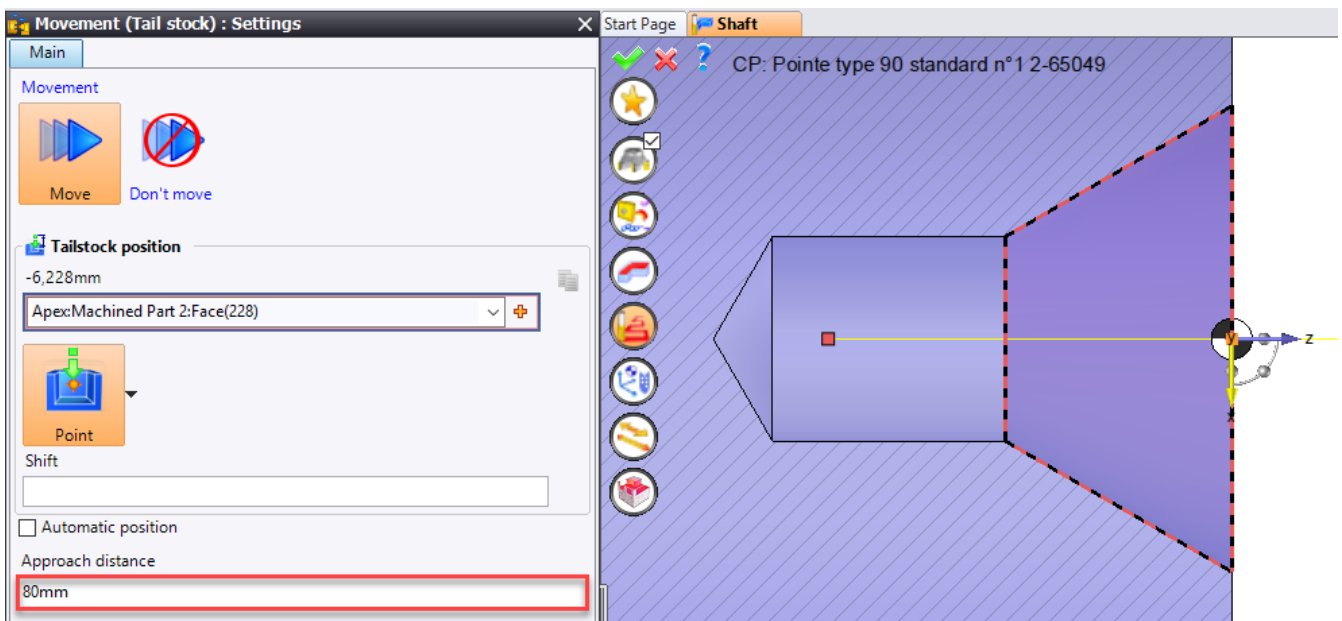 Movement (Tail stock) : Settings
Main
Movement
Move
Don't move
Tailstock position
-6,228mm
Apex:Machined Part 2:Face(228)
Point
Shift
Automatic position
Approach distance
80mm
Start Page
Shaft
CP: Pointe type 90 standard n°1 2-65049
z
y
x